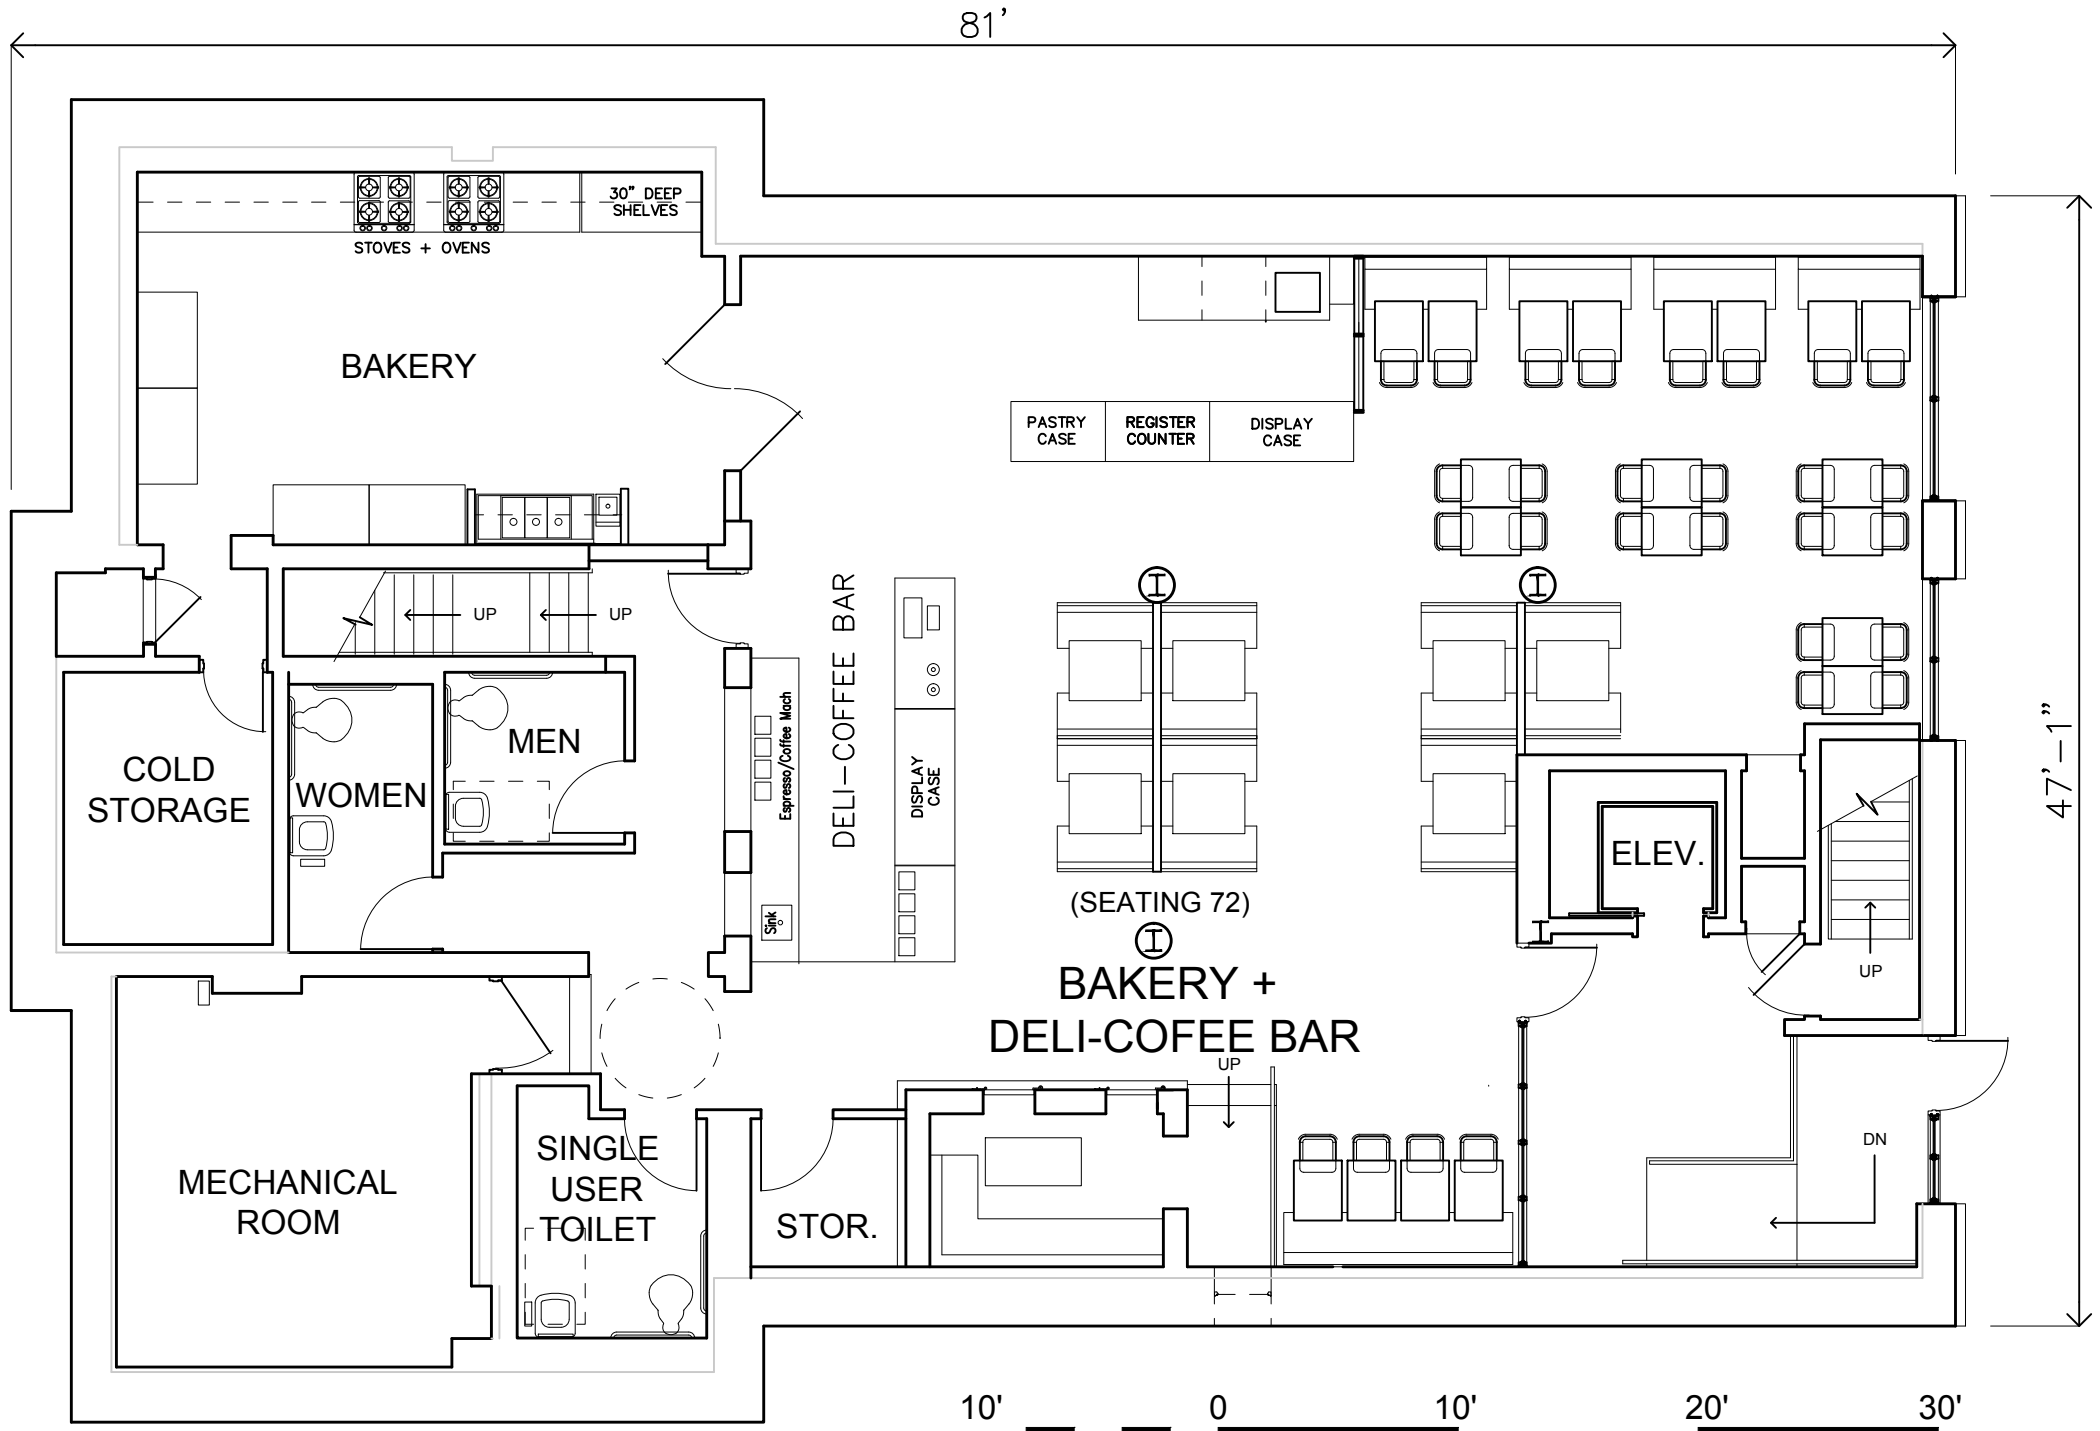 81’
30” DEEP
SHELVES
STOVES + OVENS
BAKERY
PASTRY
CASE
REGISTER
COUNTER
DISPLAY
CASE
UP
UP
DELI–COFFEE BAR
Espresso/Coffee Mach
DISPLAY
CASE
Sink
MEN
WOMEN
COLD
STORAGE
47’–1”
ELEV.
UP
(SEATING 72)
BAKERY +
DELI-COFEE BAR
UP
DN
MECHANICAL
ROOM
SINGLE
USER
TOILET
STOR.
10' 0 10' 20' 30'